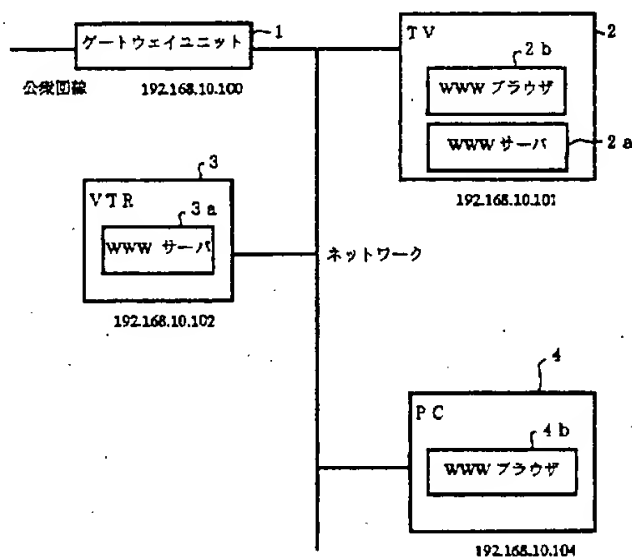 ゲートウェイユニット
1
公衆回線
192.168.10.100
TV
2
2b
WWW ブラウザ
WWW サーバ
2a
192.168.10.101
3
VTR
3a
WWW サーバ
192.168.10.102
ネットワーク
4
PC
4b
WWW ブラウザ
192.168.10.104